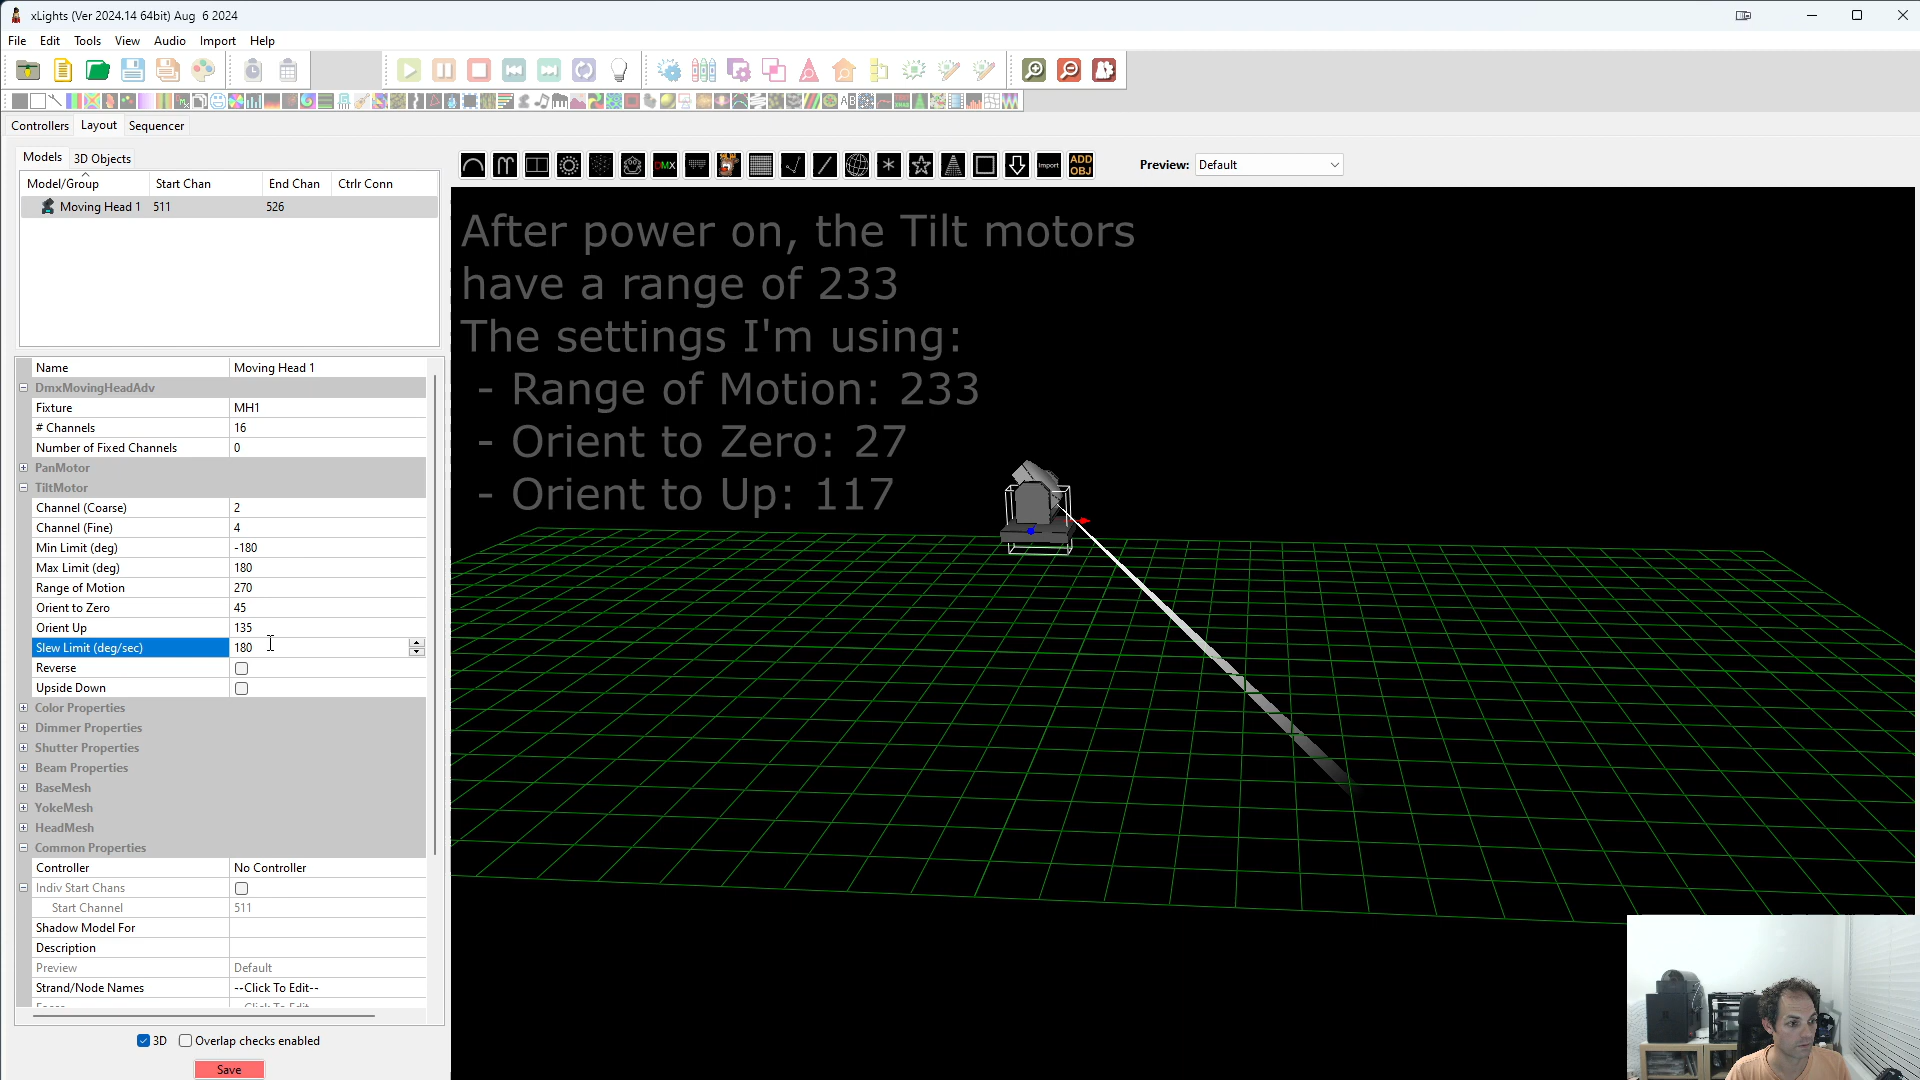 xLights (Ver 2024.14 64bit) Aug 6 2024
File Edit Tools View Audio Import Help
Controllers Layout Sequencer
Models 3D Objects
DMX
Import
ADD OBJ
Preview: Default
Model/Group Start Chan End Chan Ctrlr Conn
Moving Head 1 511 526
After power on, the Tilt motors
have a range of 233
The settings I'm using:
- Range of Motion: 233
- Orient to Zero: 27
- Orient to Up: 117
Name Moving Head 1
DmxMovingHeadAdv
Fixture MH1
# Channels 16
Number of Fixed Channels 0
PanMotor
TiltMotor
Channel (Coarse) 2
Channel (Fine) 4
Min Limit (deg) -180
Max Limit (deg) 180
Range of Motion 270
Orient to Zero 45
Orient Up 135
Slew Limit (deg/sec) 180
Reverse
Upside Down
Color Properties
Dimmer Properties
Shutter Properties
Beam Properties
BaseMesh
YokeMesh
HeadMesh
Common Properties
Controller No Controller
Indiv Start Chans
Start Channel 511
Shadow Model For
Description
Preview Default
Strand/Node Names --Click To Edit--
3D Overlap checks enabled
Save